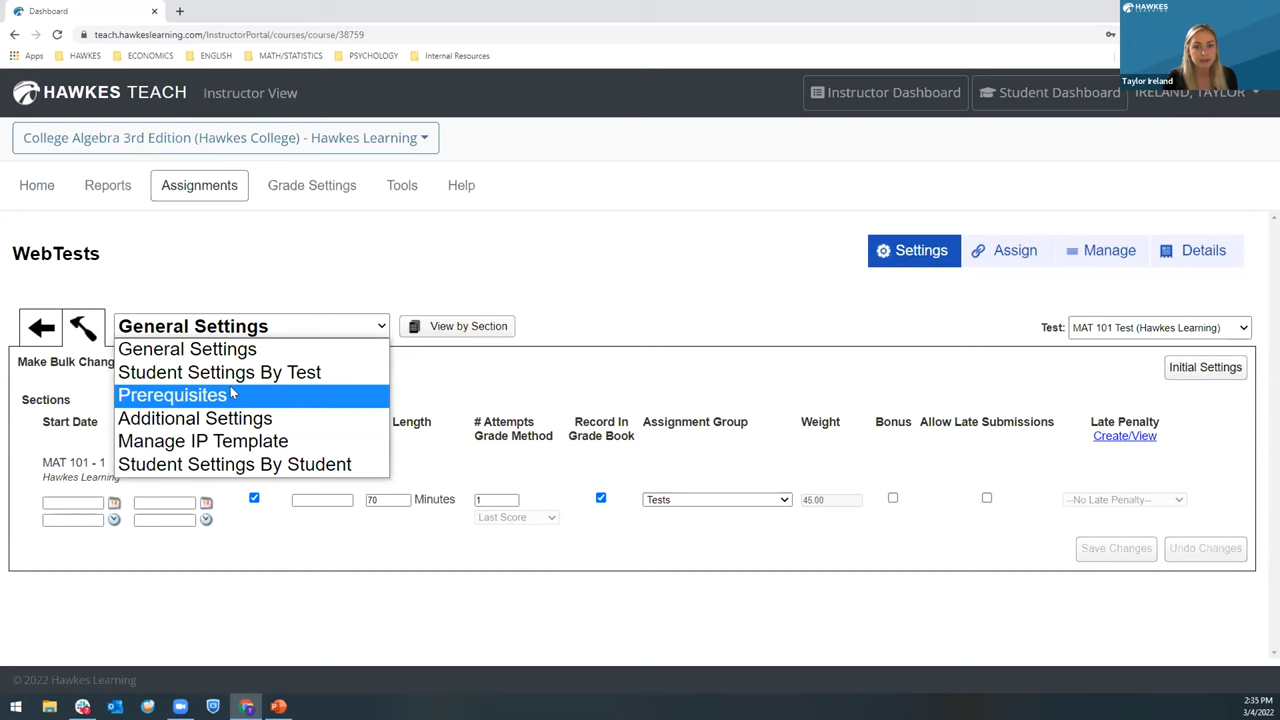 Dashboard
teach.hawkeslearning.com/InstructorPortal/courses/course/38759
Apps HAWKES ECONOMICS ENGLISH MATH/STATISTICS PSYCHOLOGY Internal Resources
HAWKES LEARNING
Taylor Ireland
HAWKES TEACH Instructor View Instructor Dashboard Student Dashboard IRELAND, TAYLOR
College Algebra 3rd Edition (Hawkes College) - Hawkes Learning
Home Reports Assignments Grade Settings Tools Help
WebTests Settings Assign Manage Details
General Settings View by Section Test: MAT 101 Test (Hawkes Learning)
General Settings
Student Settings By Test
Prerequisites
Additional Settings
Manage IP Template
Student Settings By Student
Make Bulk Chang Initial Settings
Sections
Start Date Length # Attempts Record In Assignment Group Weight Bonus Allow Late Submissions Late Penalty
Grade Method Grade Book Create/View
MAT 101 - 1
Hawkes Learning
70 Minutes 1 Tests 45.00 --No Late Penalty--
Last Score
Save Changes Undo Changes
© 2022 Hawkes Learning
2:35 PM
3/4/2022